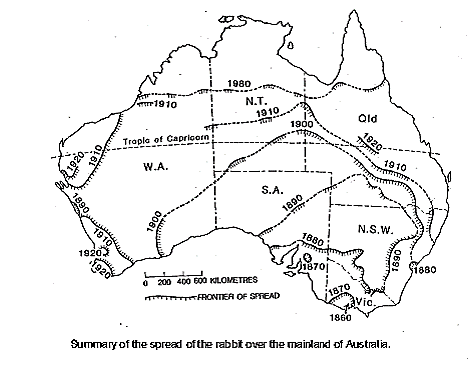 1980
1910
N.T.
1910
Qld
1900
1920
Tropic of Capricorn
1920
1910
W.A.
1910
S.A.
1890
1890
N.S.W.
1900
1910
1880
1890
1920
1870
1880
1920
0 200 400 600 KILOMETRES
1870
Vic.
FRONTIER OF SPREAD
1860
Summary of the spread of the rabbit over the mainland of Australia.